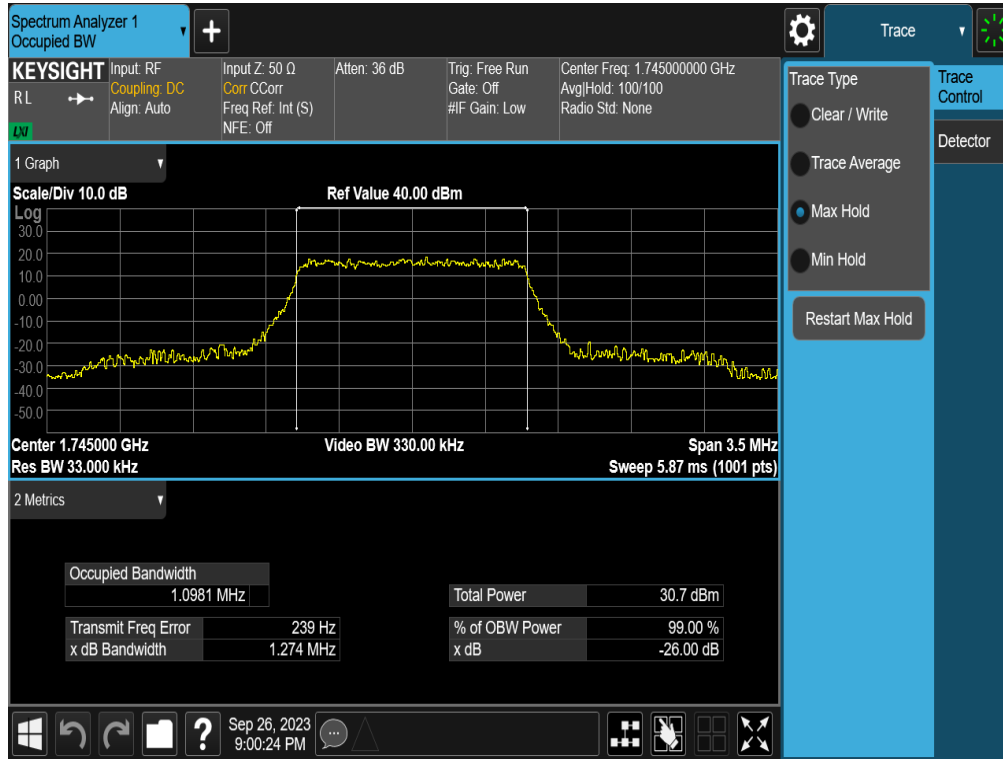 Spectrum Analyzer 1
Occupied BW
+
Trace
KEYSIGHT
RL
LXI
Input: RF
Coupling: DC
Align: Auto
Input Z: 50 Ω
Corr CCorr
Freq Ref: Int (S)
NFE: Off
Atten: 36 dB
Trig: Free Run
Gate: Off
#IF Gain: Low
Center Freq: 1.745000000 GHz
Avg|Hold: 100/100
Radio Std: None
Trace Type
Clear / Write
Trace Average
Max Hold
Min Hold
Restart Max Hold
Trace
Control
Detector
1 Graph
Scale/Div 10.0 dB
Ref Value 40.00 dBm
Log
30.0
20.0
10.0
0.00
-10.0
-20.0
-30.0
-40.0
-50.0
Center 1.745000 GHz
Video BW 330.00 kHz
Span 3.5 MHz
Res BW 33.000 kHz
Sweep 5.87 ms (1001 pts)
2 Metrics
Occupied Bandwidth
1.0981 MHz
Total Power 30.7 dBm
Transmit Freq Error 239 Hz
% of OBW Power 99.00 %
x dB Bandwidth 1.274 MHz
x dB -26.00 dB
?
Sep 26, 2023
9:00:24 PM